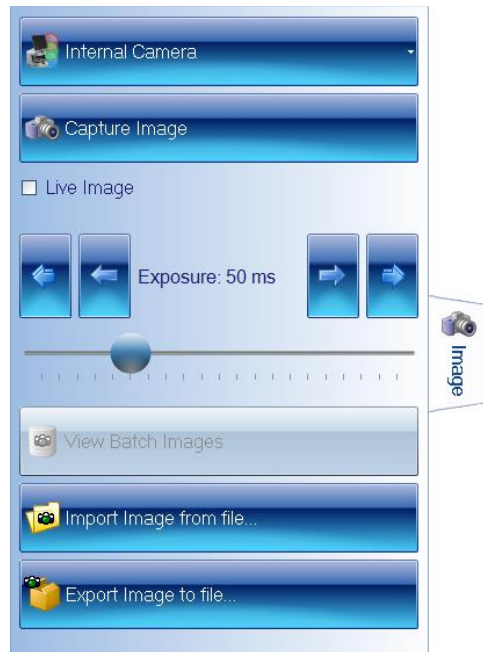 Internal Camera
Capture Image
Live Image
Exposure: 50 ms
Image
View Batch Images
Import Image from file...
Export Image to file...